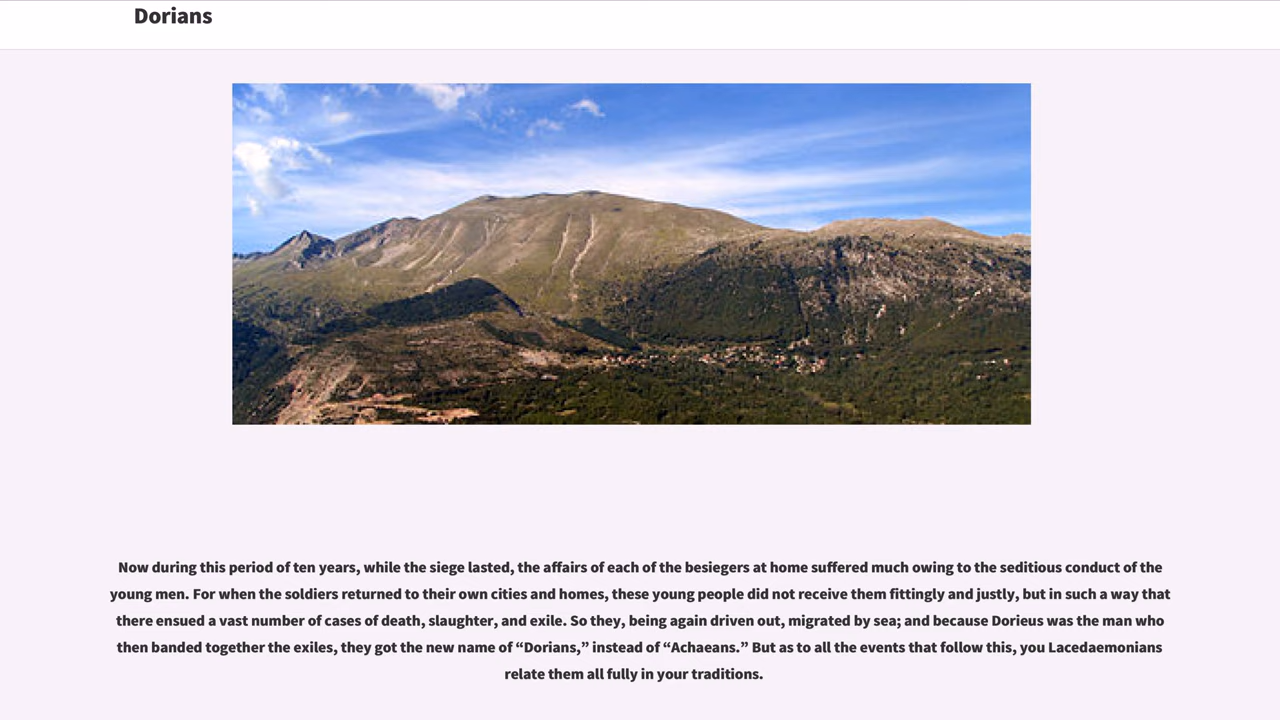 Dorians
Now during this period of ten years, while the siege lasted, the affairs of each of the besiegers at home suffered much owing to the seditious conduct of the
young men. For when the soldiers returned to their own cities and homes, these young people did not receive them fittingly and justly, but in such a way that
there ensued a vast number of cases of death, slaughter, and exile. So they, being again driven out, migrated by sea; and because Dorieus was the man who
then banded together the exiles, they got the new name of “Dorians,” instead of “Achaeans.” But as to all the events that follow this, you Lacedaemonians
relate them all fully in your traditions.